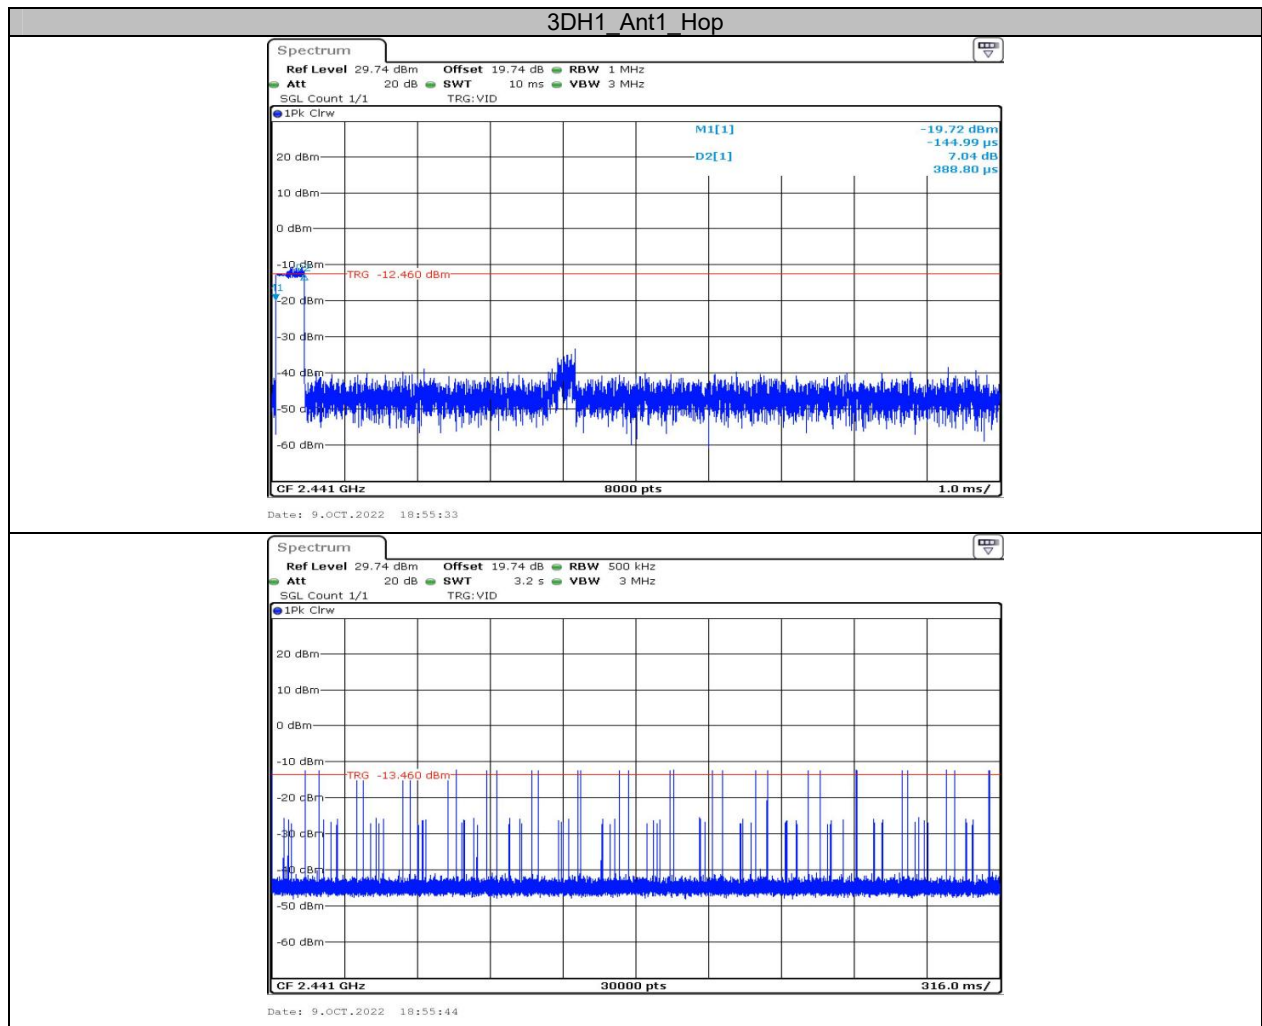 3DH1_Ant1_Hop
Spectrum
Ref Level 29.74 dBm Offset 19.74 dB RBW 1 MHz
Att 20 dB SWT 10 ms VBW 3 MHz
SGL Count 1/1 TRG:VID
1Pk Clrw
M1[1] -19.72 dBm
-144.99 µs
20 dBm D2[1] 7.04 dB
388.80 µs
10 dBm
0 dBm
-10 dBm
TRG -12.460 dBm
-20 dBm
-30 dBm
-40 dBm
-50 dBm
-60 dBm
CF 2.441 GHz 8000 pts 1.0 ms/
Date: 9.OCT.2022 18:55:33
Spectrum
Ref Level 29.74 dBm Offset 19.74 dB RBW 500 kHz
Att 20 dB SWT 3.2 s VBW 3 MHz
SGL Count 1/1 TRG:VID
1Pk Clrw
20 dBm
10 dBm
0 dBm
-10 dBm
TRG -13.460 dBm
-20 dBm
-30 dBm
-40 dBm
-50 dBm
-60 dBm
CF 2.441 GHz 30000 pts 316.0 ms/
Date: 9.OCT.2022 18:55:44